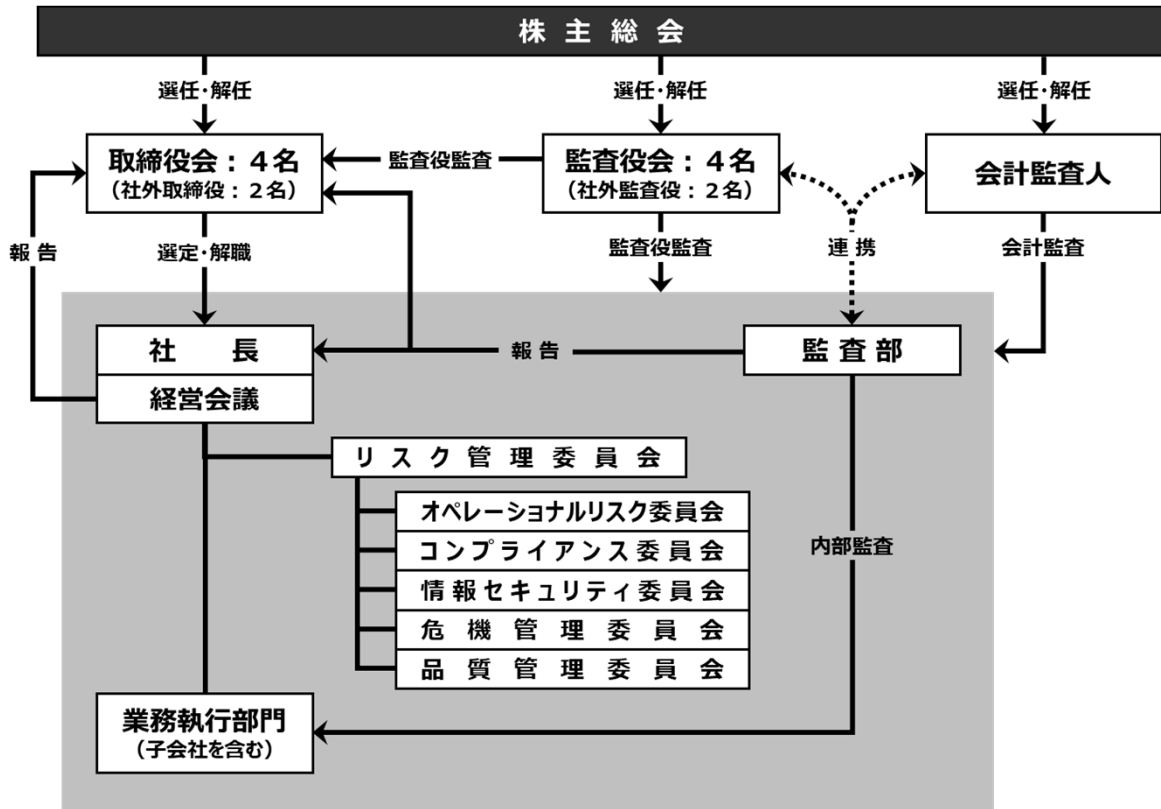 株主総会
選任・解任
選任・解任
選任・解任
取締役会：４名
（社外取締役：２名）
監査役監査
監査役会：４名
（社外監査役：２名）
会計監査人
報告
選定・解職
監査役監査
連携
会計監査
社長
経営会議
報告
監査部
リスク管理委員会
オペレーショナルリスク委員会
コンプライアンス委員会
情報セキュリティ委員会
危機管理委員会
品質管理委員会
内部監査
業務執行部門
（子会社を含む）